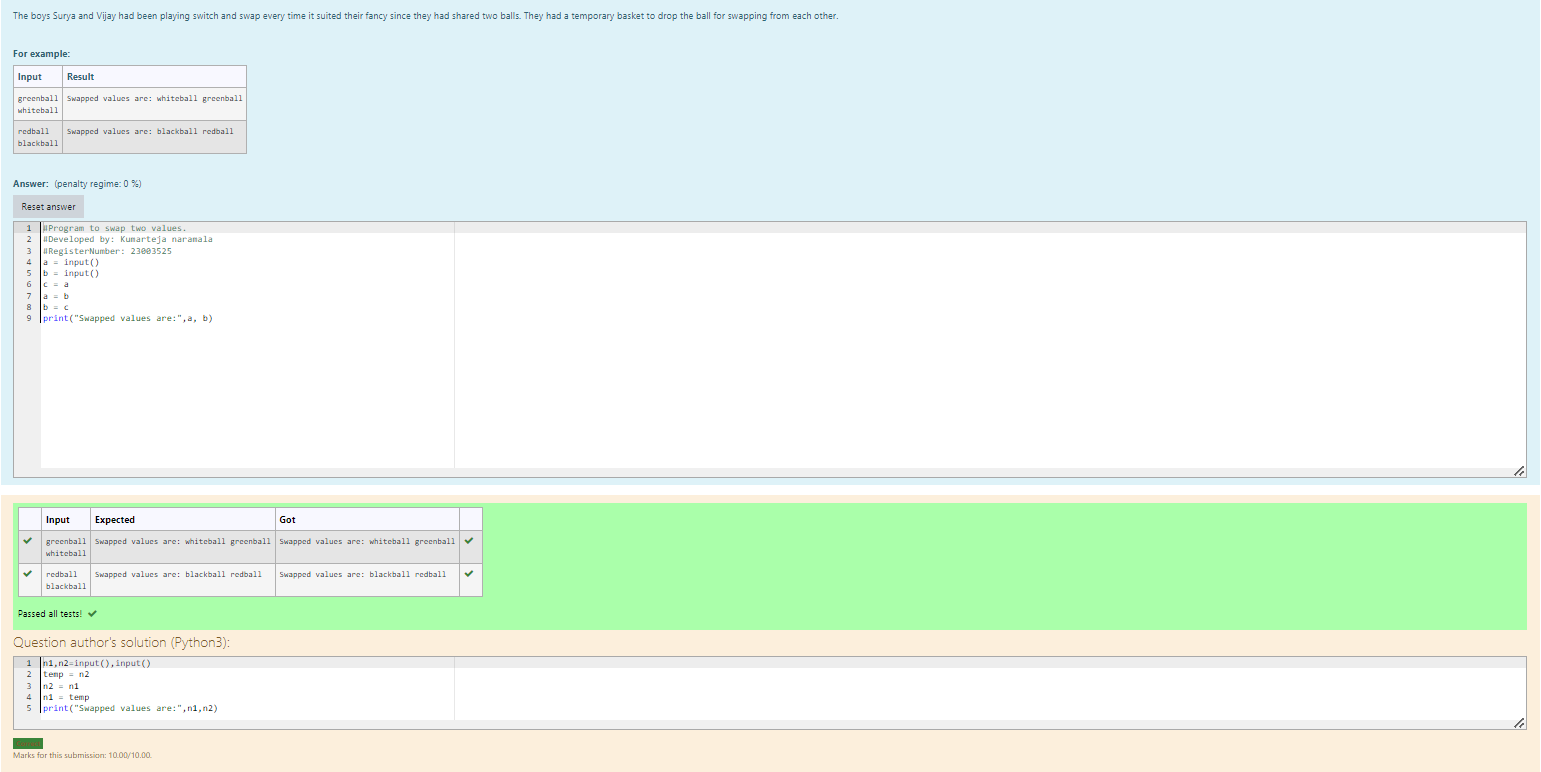 The boys Surya and Vijay had been playing switch and swap every time it suited their fancy since they had shared two balls. They had a temporary basket to drop the ball for swapping from each other.
For example:
Input Result
greenball Swapped values are: whiteball greenball
whiteball
redball Swapped values are: blackball redball
blackball
Answer: (penalty regime: 0 %)
Reset answer
1 #Program to swap two values.
2 #Developed by: Kumarteja naramala
3 #RegisterNumber: 23003525
4 a = input()
5 b = input()
6 c = a
7 a = b
8 b = c
9 print("Swapped values are:",a, b)
Input Expected Got
greenball Swapped values are: whiteball greenball Swapped values are: whiteball greenball
whiteball
redball Swapped values are: blackball redball Swapped values are: blackball redball
blackball
Passed all tests!
Question author's solution (Python3):
1 n1,n2=input(),input()
2 temp = n2
3 n2 = n1
4 n1 = temp
5 print("Swapped values are:",n1,n2)
Marks for this submission: 10.00/10.00.